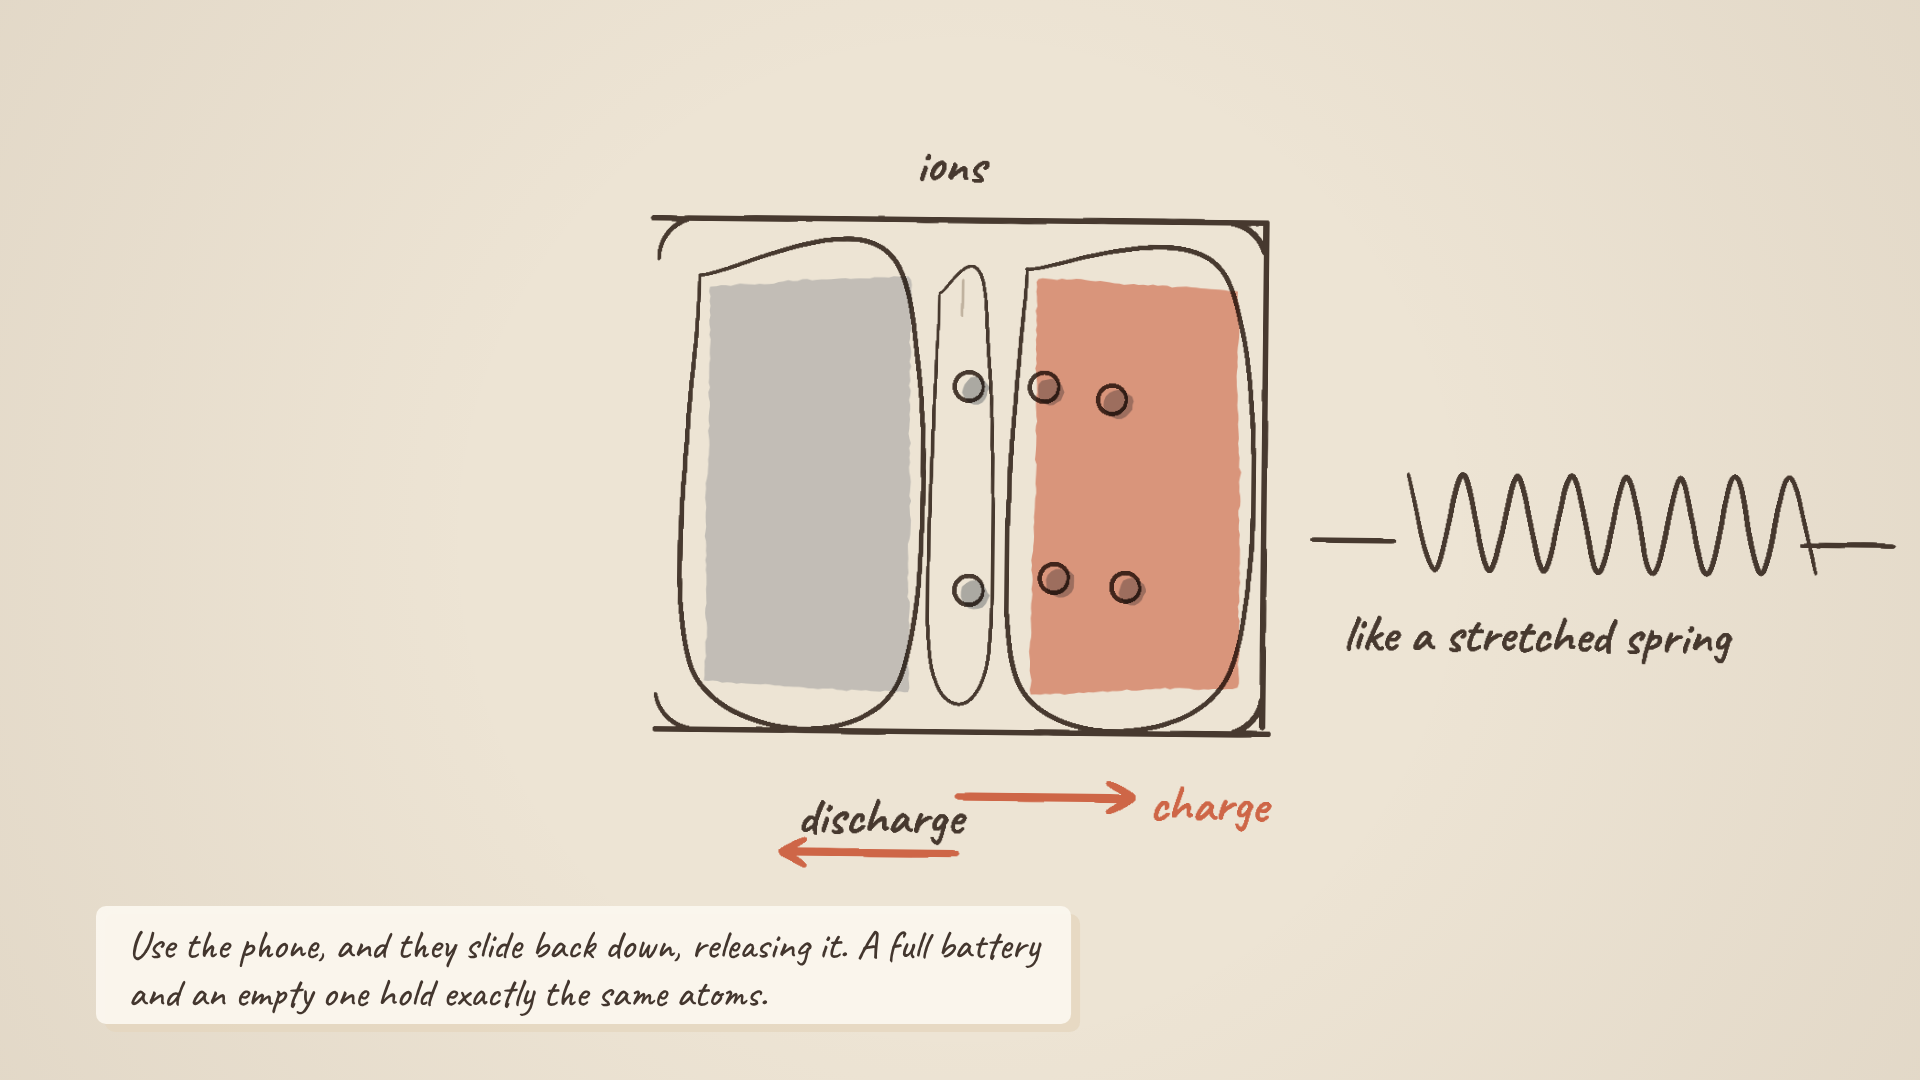 ions
like a stretched spring
discharge
charge
Use the phone, and they slide back down, releasing it. A full battery
and an empty one hold exactly the same atoms.